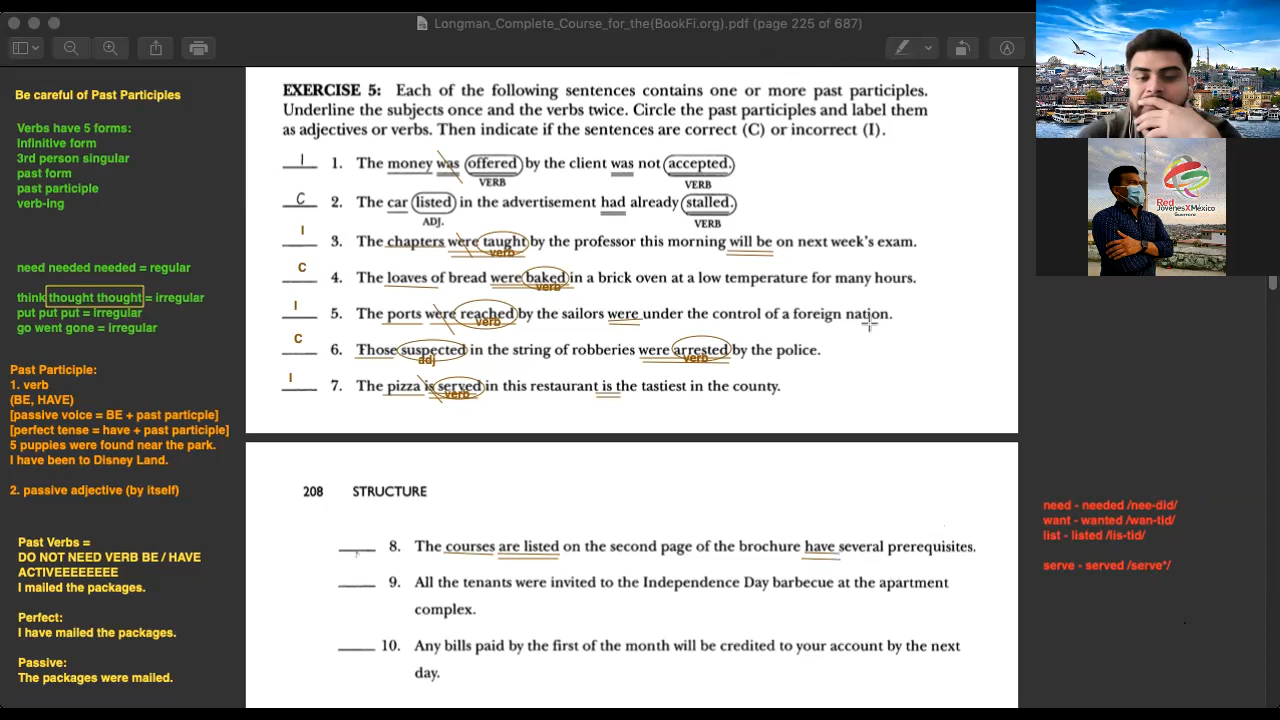 Longman_Complete_Course_for_the(BookFi.org).pdf (page 225 of 687)
Be careful of Past Participles
Verbs have 5 forms:
Infinitive form
3rd person singular
past form
past participle
verb-ing
need needed needed = regular
think thought thought = irregular
put put put = irregular
go went gone = irregular
Past Participle:
1. verb
(BE, HAVE)
[passive voice = BE + past particple]
[perfect tense = have + past participle]
5 puppies were found near the park.
I have been to Disney Land.
2. passive adjective (by itself)
Past Verbs =
DO NOT NEED VERB BE / HAVE
ACTIVEEEEEEEE
I mailed the packages.
Perfect:
I have mailed the packages.
Passive:
The packages were mailed.
EXERCISE 5: Each of the following sentences contains one or more past participles.
Underline the subjects once and the verbs twice. Circle the past participles and label them
as adjectives or verbs. Then indicate if the sentences are correct (C) or incorrect (I).
I 1. The money was offered by the client was not accepted.
VERB VERB
C 2. The car listed in the advertisement had already stalled.
ADJ. VERB
I 3. The chapters were taught by the professor this morning will be on next week's exam.
verb
C 4. The loaves of bread were baked in a brick oven at a low temperature for many hours.
verb
I 5. The ports were reached by the sailors were under the control of a foreign nation.
verb
C 6. Those suspected in the string of robberies were arrested by the police.
adj verb
I 7. The pizza is served in this restaurant is the tastiest in the county.
verb
208 STRUCTURE
8. The courses are listed on the second page of the brochure have several prerequisites.
9. All the tenants were invited to the Independence Day barbecue at the apartment
complex.
10. Any bills paid by the first of the month will be credited to your account by the next
day.
Red
JóvenesXMéxico
Guerrero
need - needed /nee-did/
want - wanted /wan-tid/
list - listed /lis-tid/
serve - served /serve*/